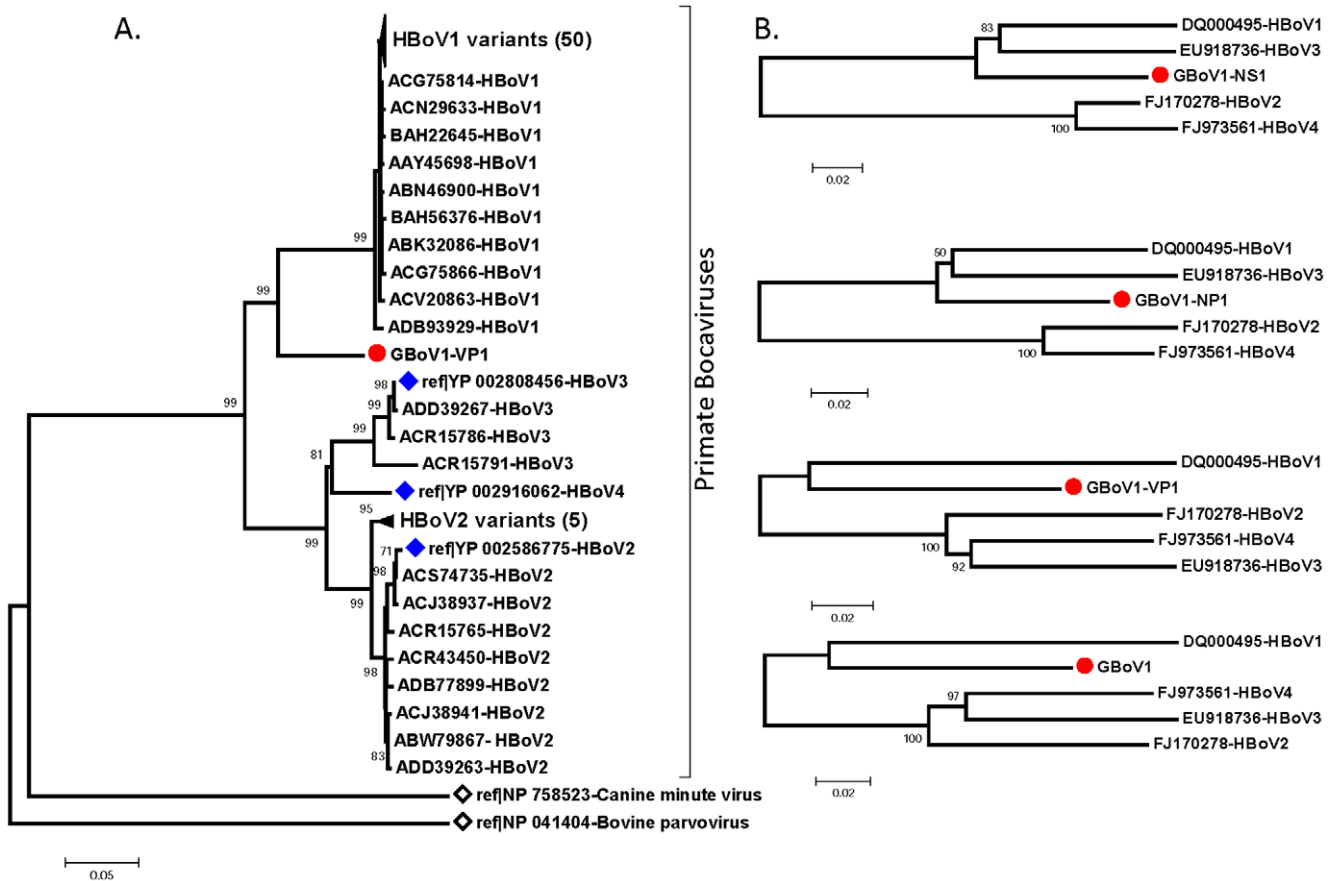 A.
HBoV1 variants (50)
ACG75814-HBoV1
ACN29633-HBoV1
BAH22645-HBoV1
AAY45698-HBoV1
ABN46900-HBoV1
BAH56376-HBoV1
ABK32086-HBoV1
99
ACG75866-HBoV1
99
ACV20863-HBoV1
ADB93929-HBoV1
GBoV1-VP1
98
ref|YP 002808456-HBoV3
99
99
ADD39267-HBoV3
99
ACR15786-HBoV3
81
ACR15791-HBoV3
ref|YP 002916062-HBoV4
95
HBoV2 variants (5)
99
71
ref|YP 002586775-HBoV2
98
ACS74735-HBoV2
99
ACJ38937-HBoV2
ACR15765-HBoV2
ACR43450-HBoV2
98
ADB77899-HBoV2
ACJ38941-HBoV2
ABW79867- HBoV2
83
ADD39263-HBoV2
ref|NP 758523-Canine minute virus
ref|NP 041404-Bovine parvovirus
0.05
Primate Bocaviruses
B.
83
DQ000495-HBoV1
EU918736-HBoV3
GBoV1-NS1
FJ170278-HBoV2
100
FJ973561-HBoV4
0.02
50
DQ000495-HBoV1
EU918736-HBoV3
GBoV1-NP1
FJ170278-HBoV2
100
FJ973561-HBoV4
0.02
DQ000495-HBoV1
GBoV1-VP1
FJ170278-HBoV2
100
FJ973561-HBoV4
92
EU918736-HBoV3
0.02
DQ000495-HBoV1
GBoV1
97
FJ973561-HBoV4
EU918736-HBoV3
100
FJ170278-HBoV2
0.02